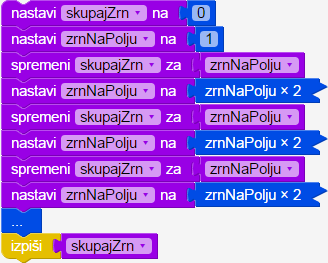 nastavi skupajZrn na 0
nastavi zrnNaPolju na 1
spremeni skupajZrn za zrnNaPolju
nastavi zrnNaPolju na zrnNaPolju × 2
spremeni skupajZrn za zrnNaPolju
nastavi zrnNaPolju na zrnNaPolju × 2
spremeni skupajZrn za zrnNaPolju
nastavi zrnNaPolju na zrnNaPolju × 2
...
izpiši skupajZrn